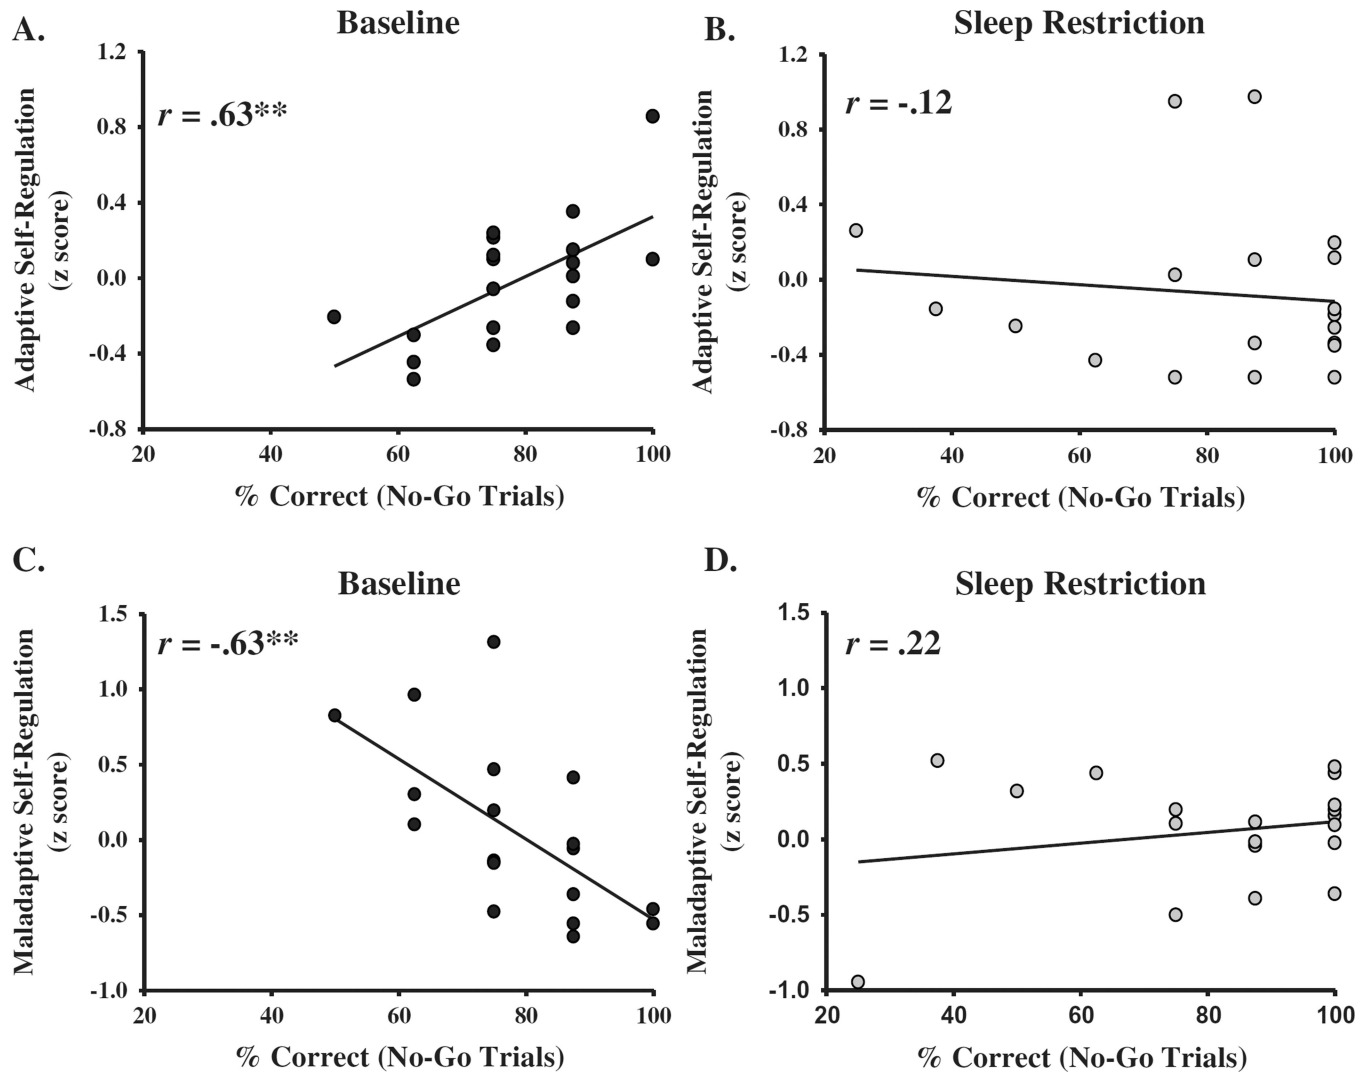 A.
Baseline
r = .63**
Adaptive Self-Regulation
(z score)
1.2
0.8
0.4
0.0
-0.4
-0.8
20 40 60 80 100
% Correct (No-Go Trials)
B.
Sleep Restriction
r = -.12
Adaptive Self-Regulation
(z score)
1.2
0.8
0.4
0.0
-0.4
-0.8
20 40 60 80 100
% Correct (No-Go Trials)
C.
Baseline
r = -.63**
Maladaptive Self-Regulation
(z score)
1.5
1.0
0.5
0.0
-0.5
-1.0
20 40 60 80 100
% Correct (No-Go Trials)
D.
Sleep Restriction
r = .22
Maladaptive Self-Regulation
(z score)
1.5
1.0
0.5
0.0
-0.5
-1.0
20 40 60 80 100
% Correct (No-Go Trials)